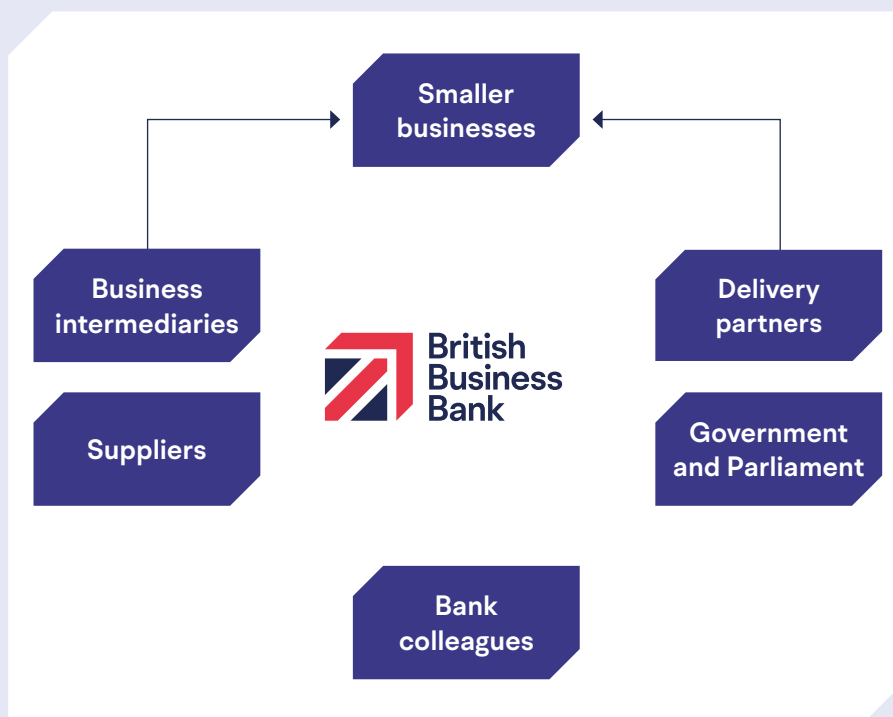 Smaller
businesses
Business
intermediaries
Delivery
partners
British
Business
Bank
Suppliers
Government
and Parliament
Bank
colleagues